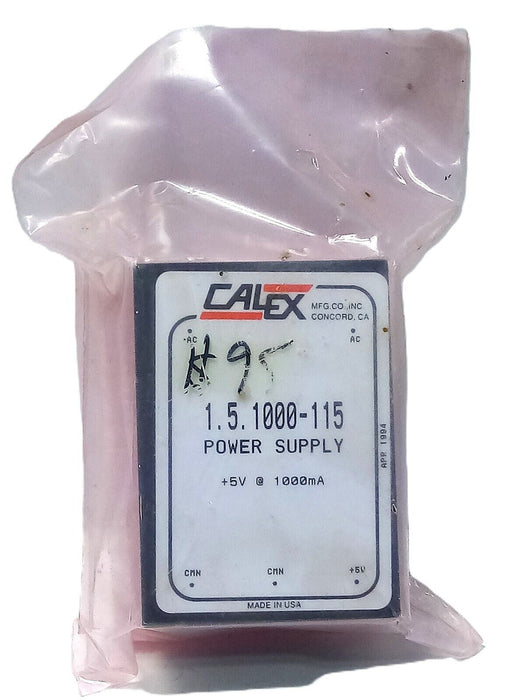 CALEX
MFG.CO.,INC
CONCORD, CA
AC
AC
# 95
1.5.1000-115
POWER SUPPLY
+5V @ 1000mA
APR 1994
CMN
CMN
+5V
MADE IN USA